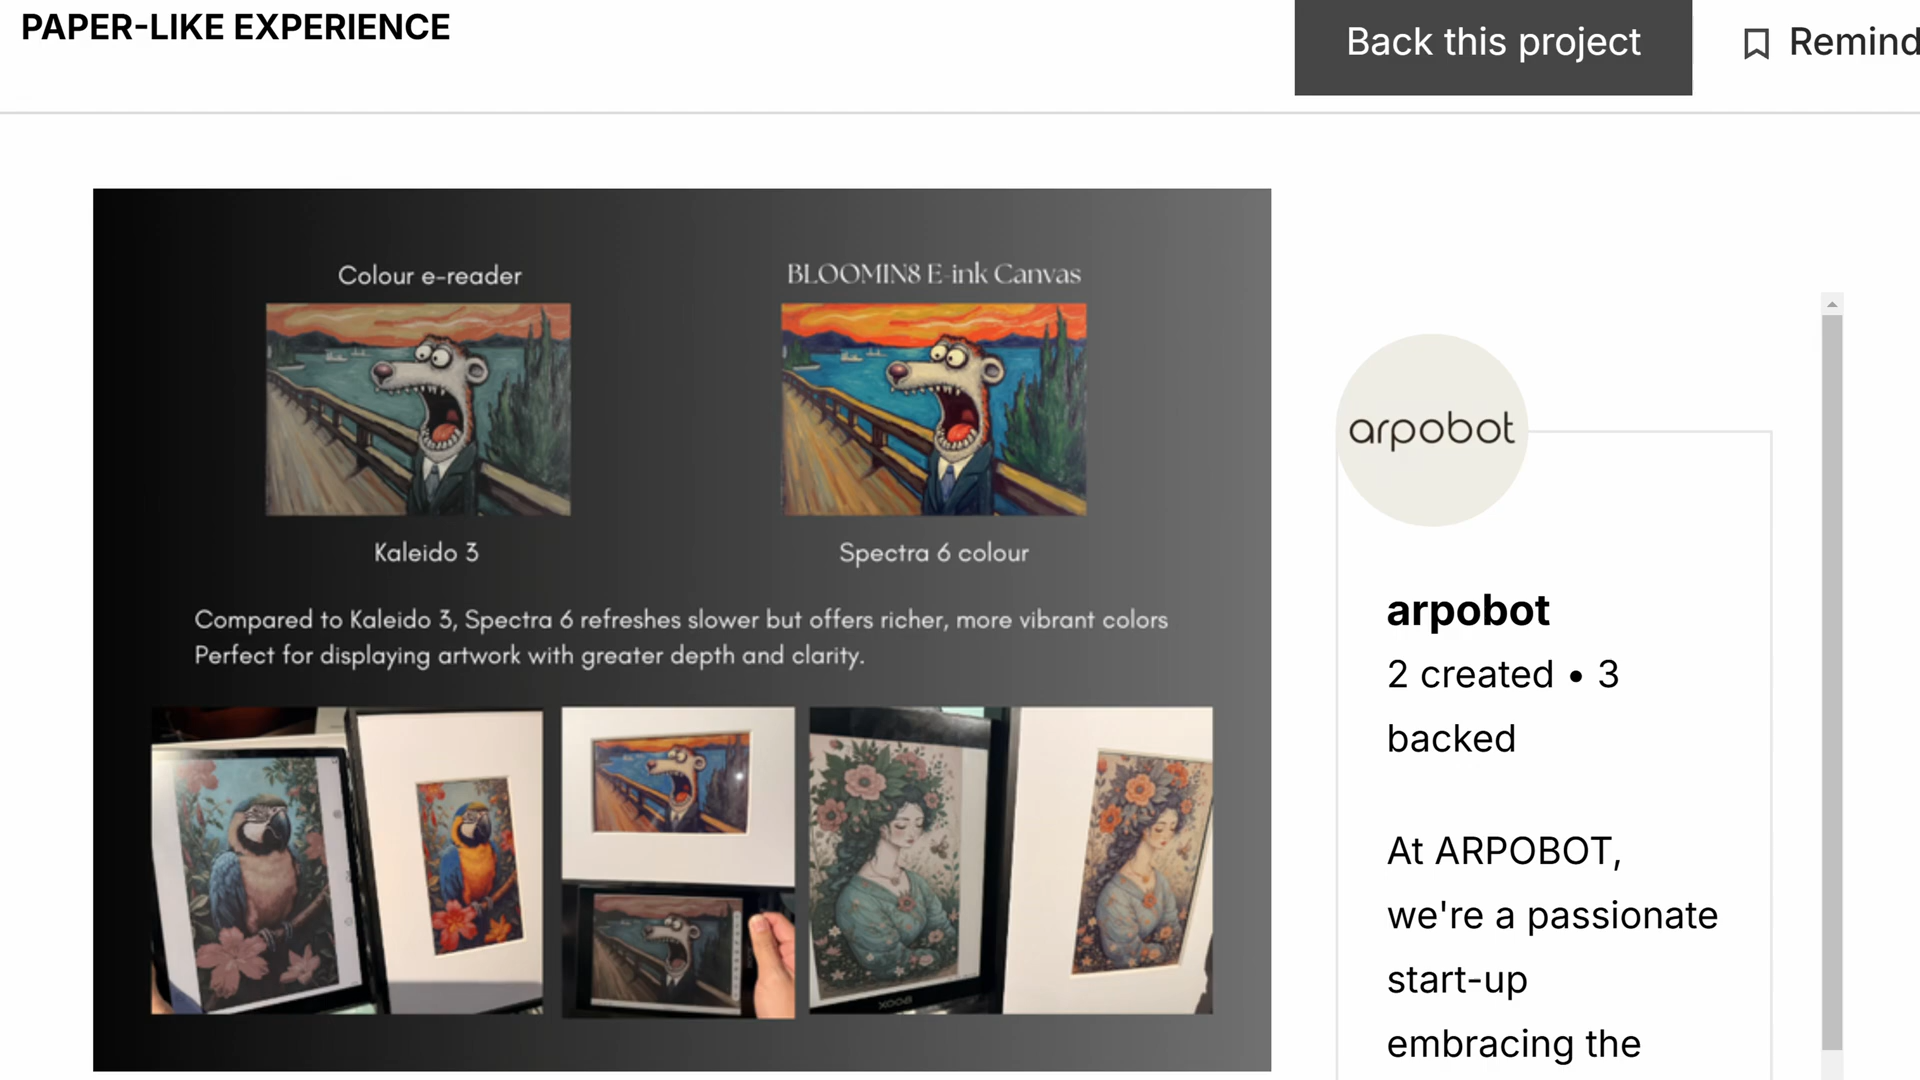 PAPER-LIKE EXPERIENCE
Back this project
Remind
Colour e-reader
BLOOMIN8 E-ink Canvas
Kaleido 3
Spectra 6 colour
Compared to Kaleido 3, Spectra 6 refreshes slower but offers richer, more vibrant colors
Perfect for displaying artwork with greater depth and clarity.
BOOX
arpobot
arpobot
2 created • 3
backed
At ARPOBOT,
we're a passionate
start-up
embracing the